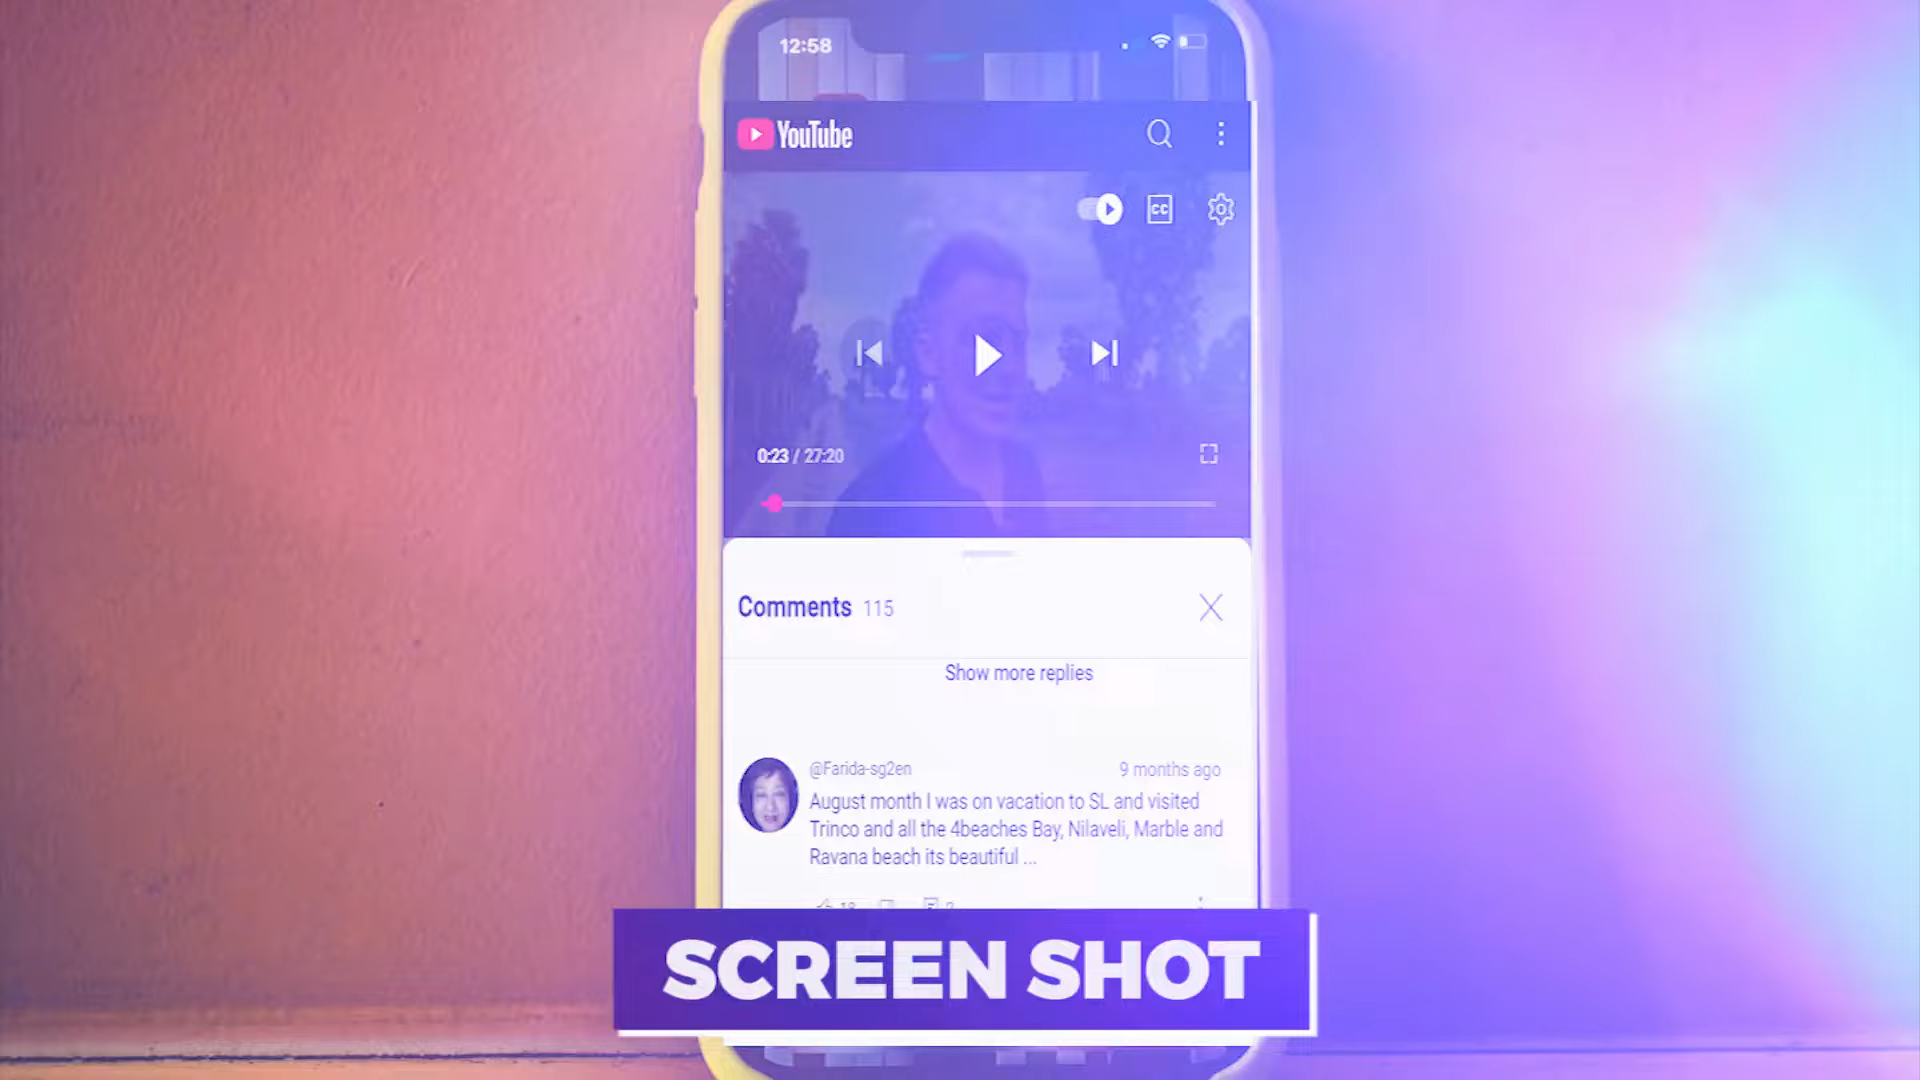 12:58
YouTube
CC
0:23 / 27:20
Comments 115
Show more replies
@Farida-sg2en 9 months ago
August month I was on vacation to SL and visited
Trinco and all the 4beaches Bay, Nilaveli, Marble and
Ravana beach its beautiful ...
SCREEN SHOT